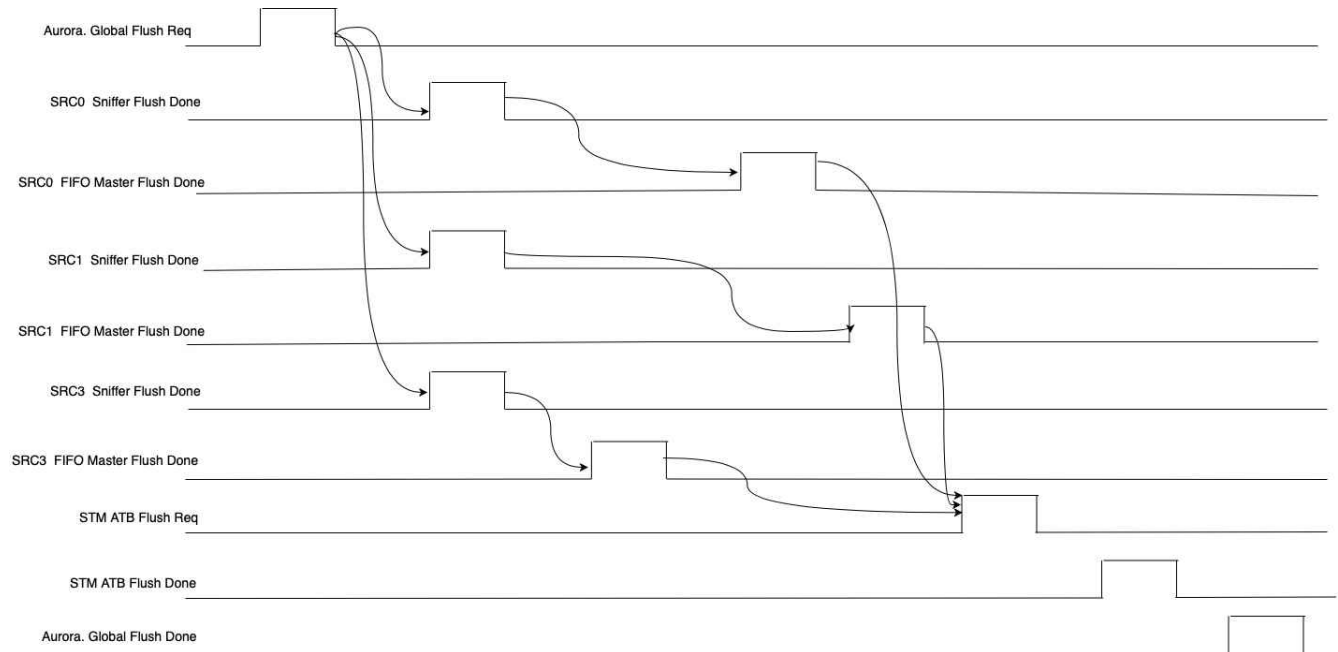 Aurora. Global Flush Req
SRC0 Sniffer Flush Done
SRC0 FIFO Master Flush Done
SRC1 Sniffer Flush Done
SRC1 FIFO Master Flush Done
SRC3 Sniffer Flush Done
SRC3 FIFO Master Flush Done
STM ATB Flush Req
STM ATB Flush Done
Aurora. Global Flush Done